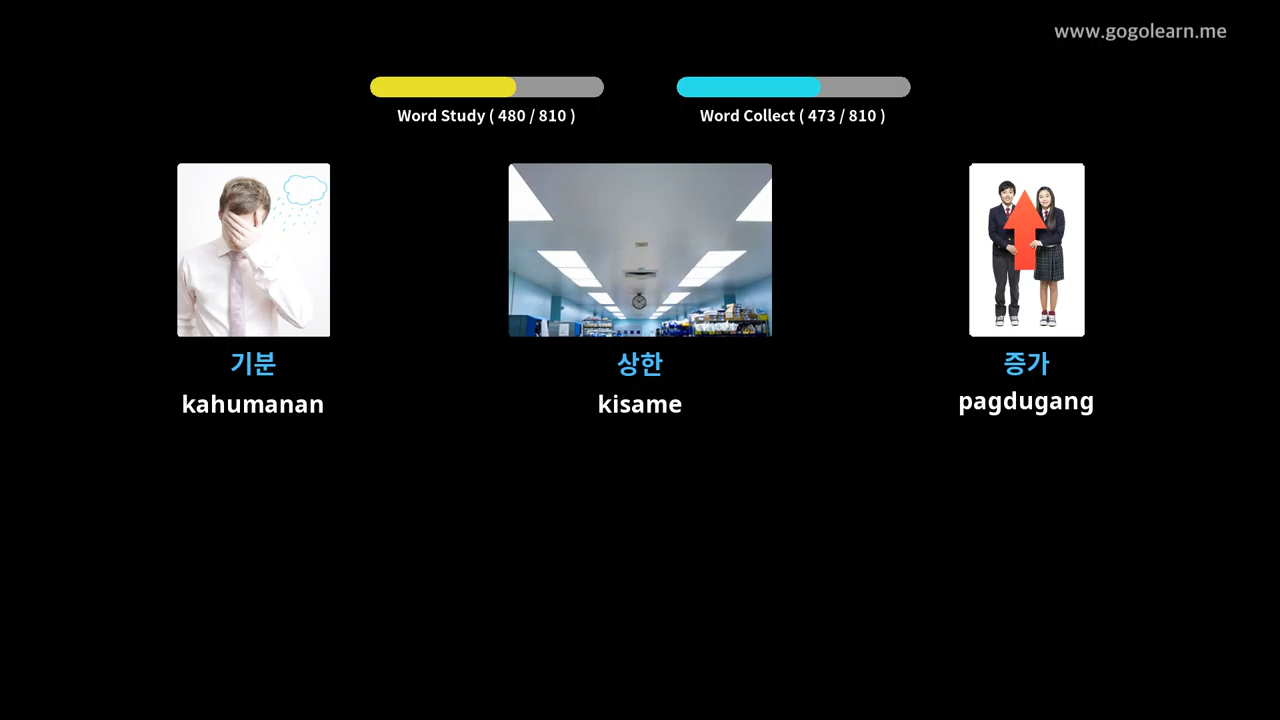 www.gogolearn.me
Word Study ( 480 / 810 )
Word Collect ( 473 / 810 )
기분
상한
증가
kahumanan
kisame
pagdugang